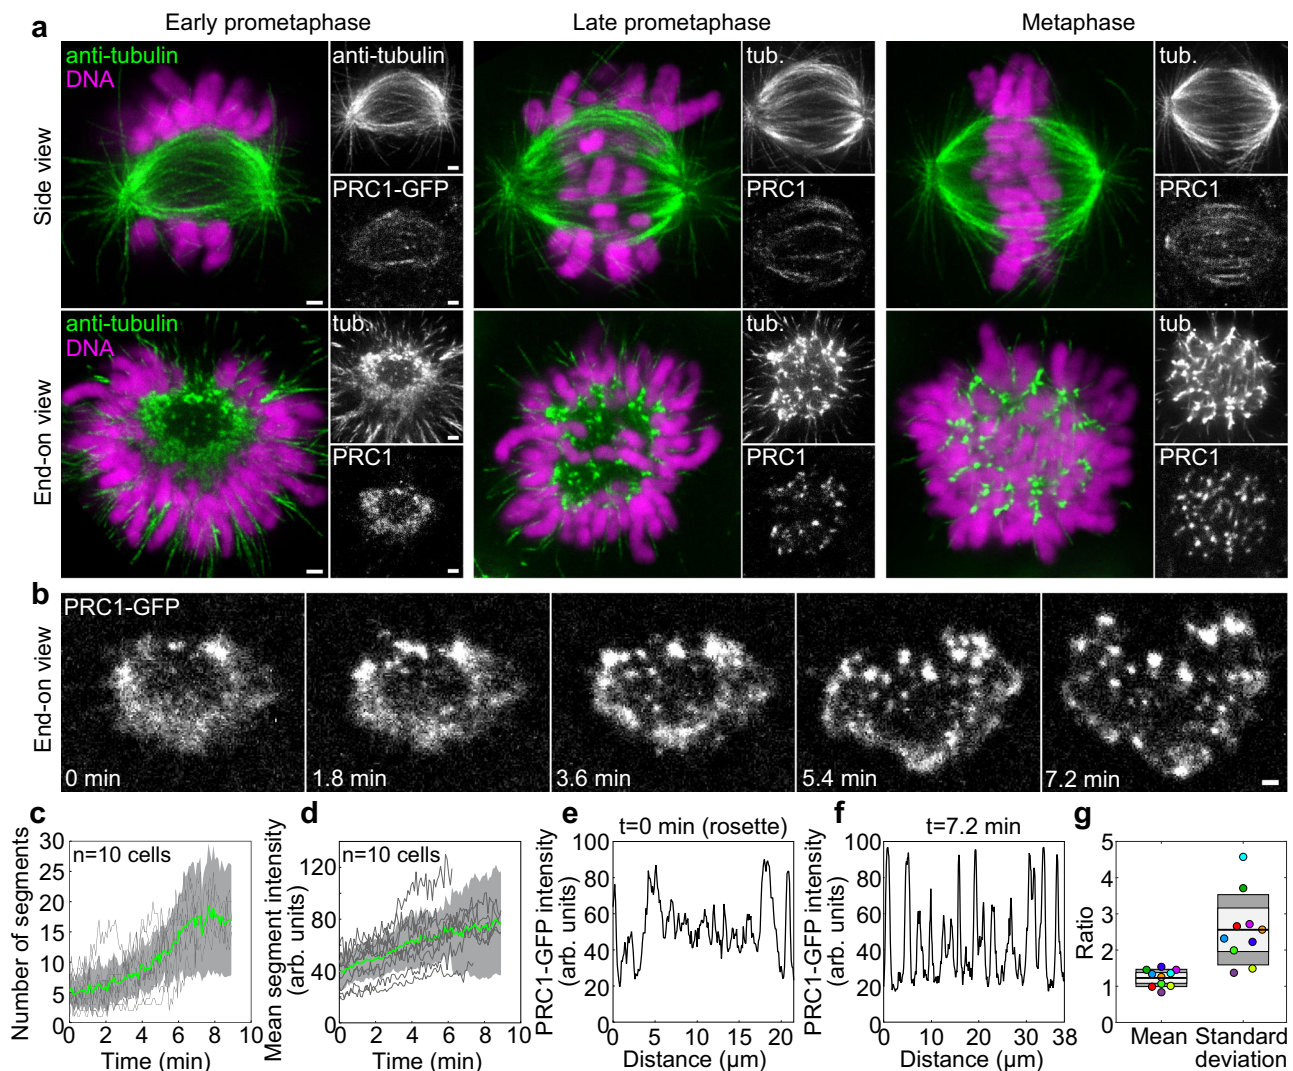 a
Early prometaphase
Late prometaphase
Metaphase
Side view
anti-tubulin
DNA
anti-tubulin
PRC1-GFP
tub.
PRC1
tub.
PRC1
End-on view
anti-tubulin
DNA
tub.
PRC1
tub.
PRC1
tub.
PRC1
b
End-on view
PRC1-GFP
0 min
1.8 min
3.6 min
5.4 min
7.2 min
c
n=10 cells
Number of segments
30
25
20
15
10
5
0
0 2 4 6 8 10
Time (min)
d
n=10 cells
Mean segment intensity
(arb. units)
120
80
40
0
0 2 4 6 8 10
Time (min)
e
t=0 min (rosette)
PRC1-GFP intensity
(arb. units)
100
80
60
40
20
0
0 5 10 15 20
Distance (µm)
f
t=7.2 min
PRC1-GFP intensity
(arb. units)
100
80
60
40
20
0
0 10 20 30 38
Distance (µm)
g
Ratio
5
4
3
2
1
0
Mean Standard
deviation